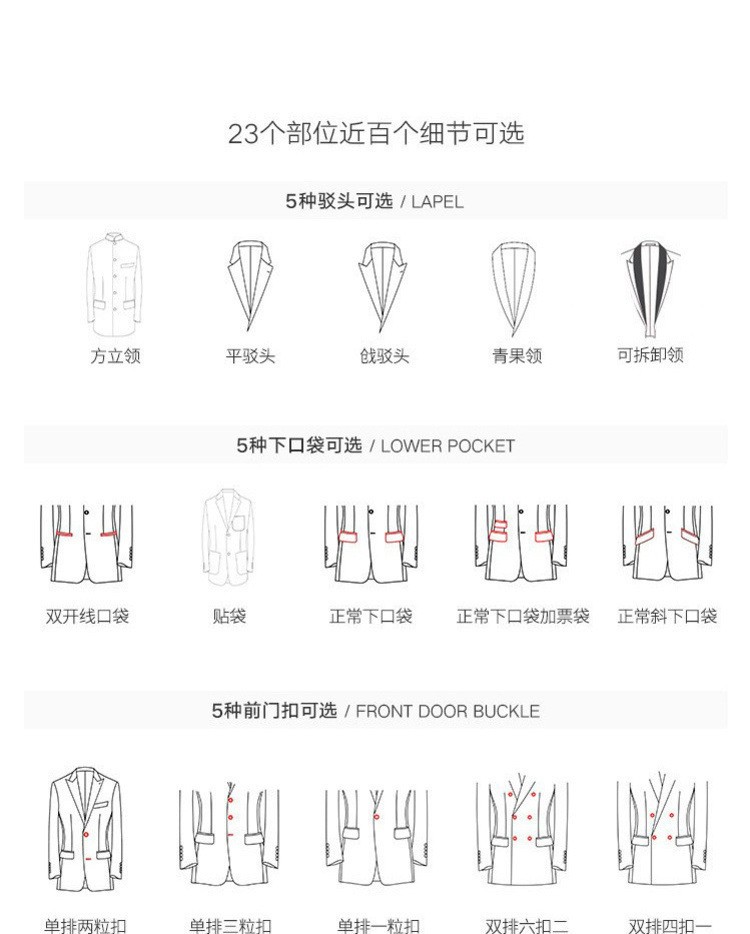 23个部位近百个细节可选
5种驳头可选 / LAPEL
方立领 平驳头 戗驳头 青果领 可拆卸领
5种下口袋可选 / LOWER POCKET
双开线口袋 贴袋 正常下口袋 正常下口袋加票袋 正常斜下口袋
5种前门扣可选 / FRONT DOOR BUCKLE
单排两粒扣 单排三粒扣 单排一粒扣 双排六扣二 双排四扣一